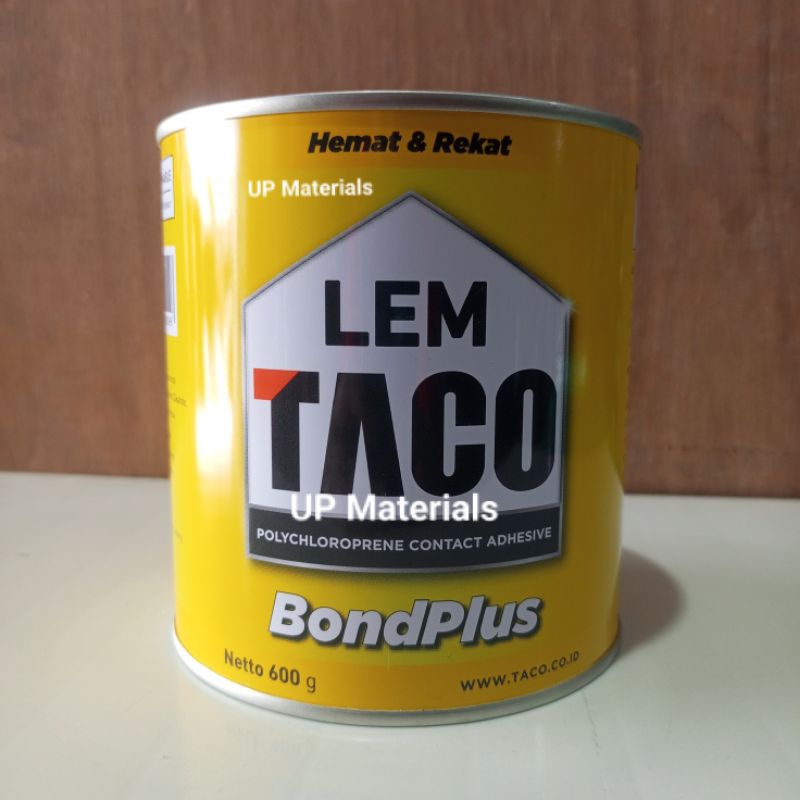 Hemat & Rekat
UP Materials
LEM
TACO
UP Materials
POLYCHLOROPRENE CONTACT ADHESIVE
BondPlus
Netto 600 g
WWW.TACO.CO.ID